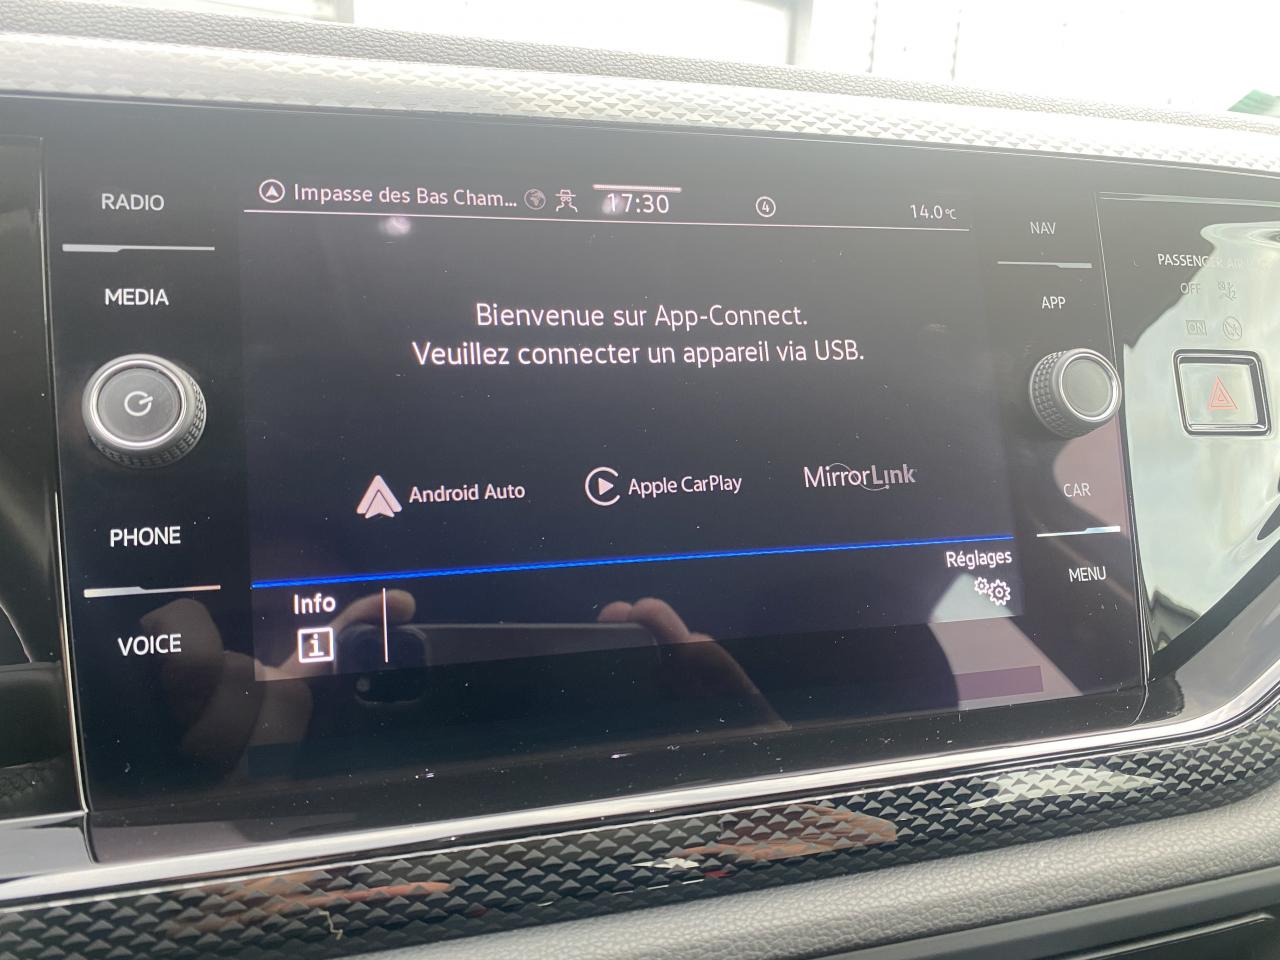 RADIO
MEDIA
PHONE
VOICE
Impasse des Bas Cham...
17:30
4
14.0°C
Bienvenue sur App-Connect.
Veuillez connecter un appareil via USB.
Android Auto
Apple CarPlay
MirrorLink
Info
i
Réglages
NAV
APP
CAR
MENU
PASSENGER AIR
OFF
ON